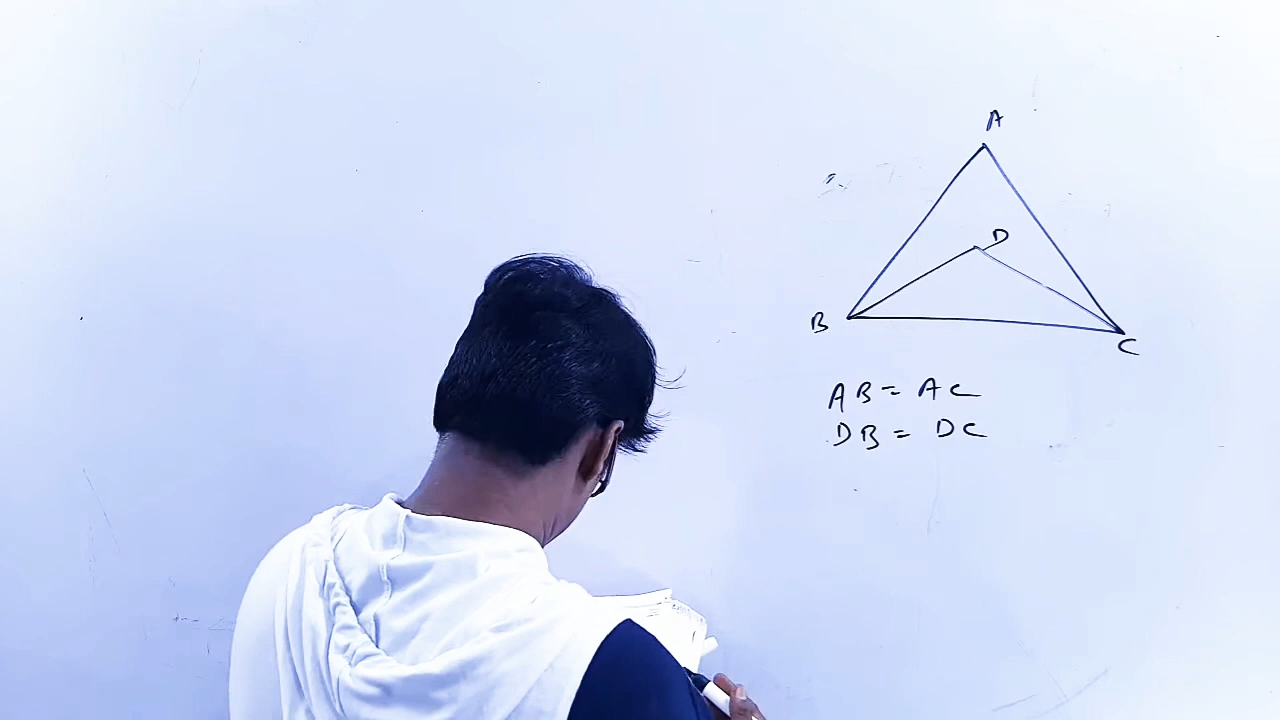 A
D
B
C
AB = AC
DB = DC